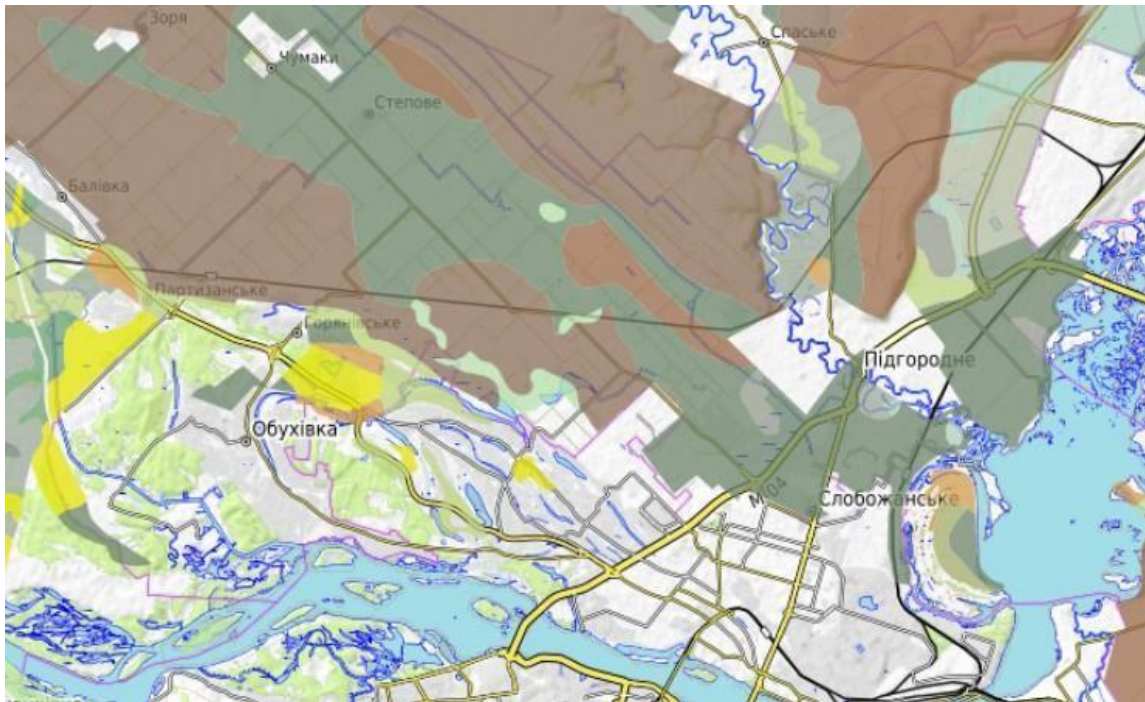 Зоря
Спаське
Чумаки
Степове
Балівка
Партизанське
Горянівське
Підгородне
Обухівка
М 04
Слобожанське